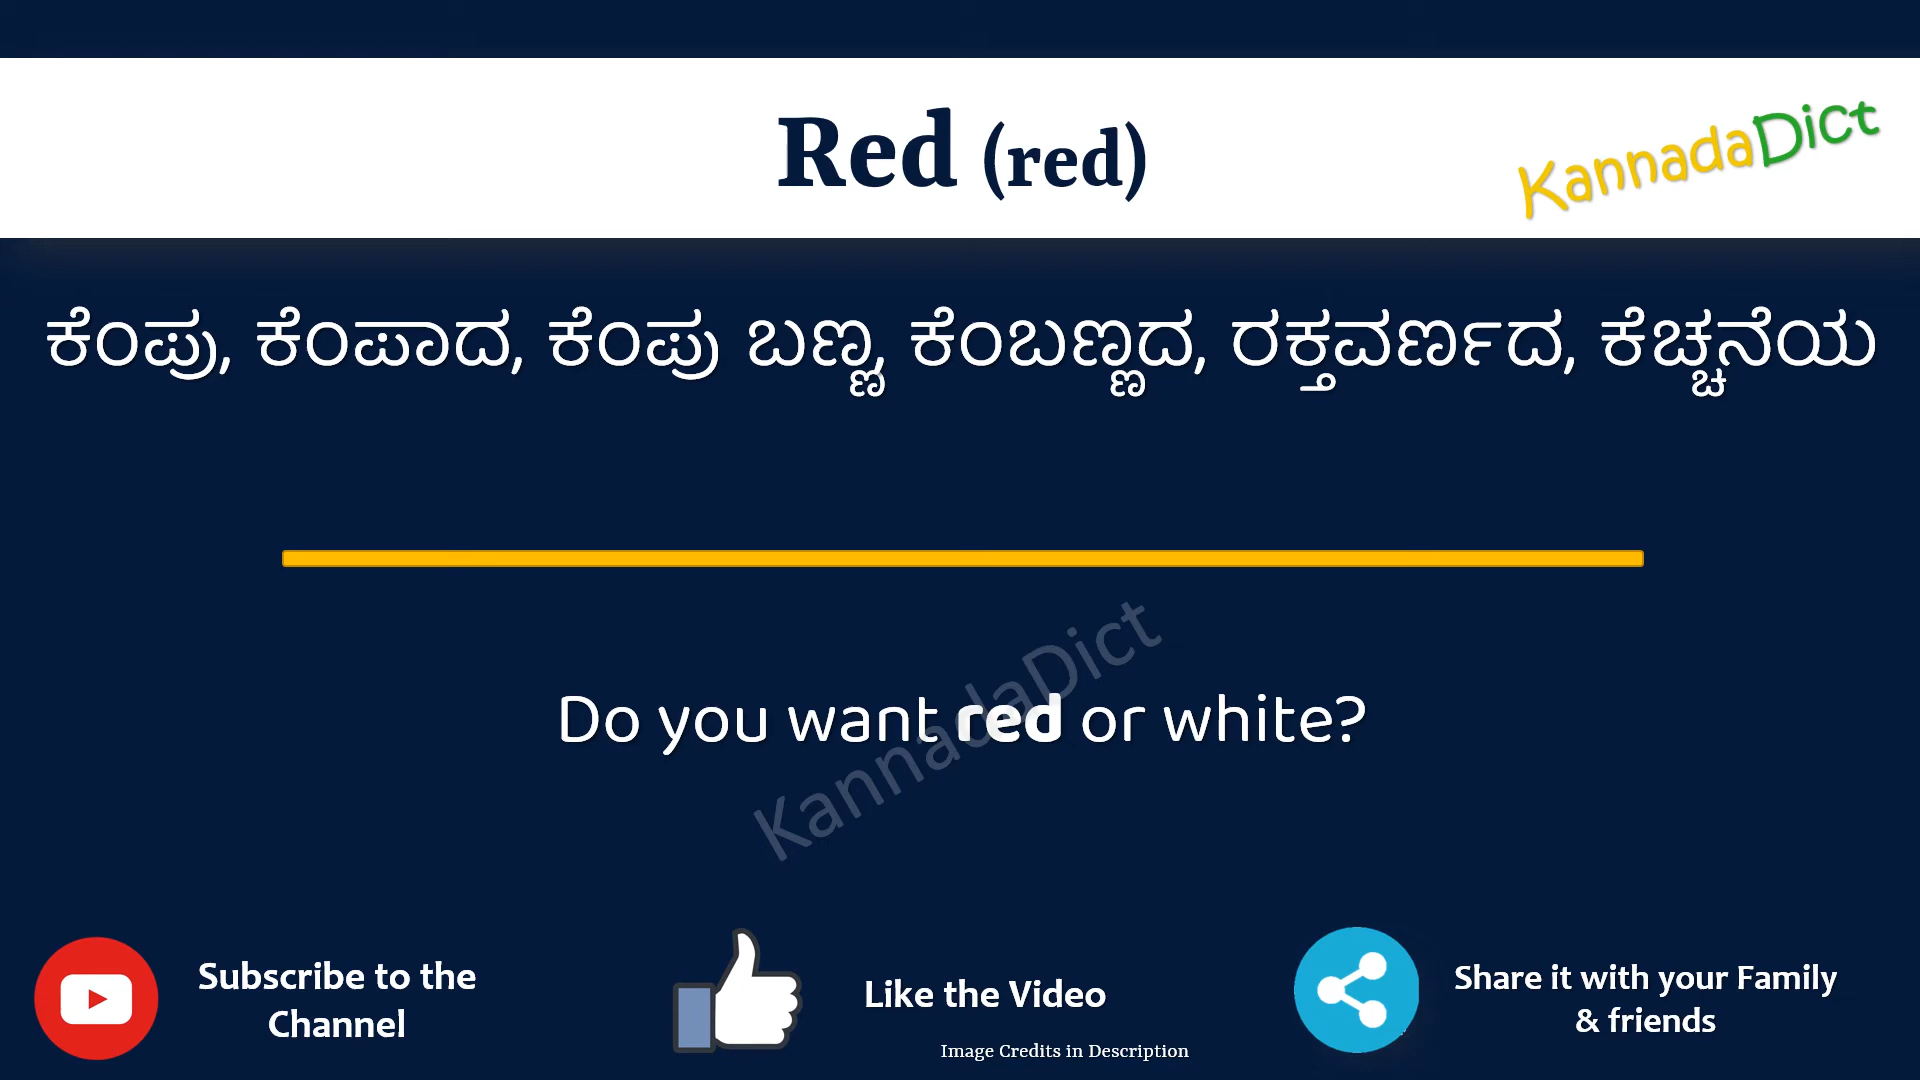 Red (red)
KannadaDict
ಕೆಂಪು, ಕೆಂಪಾದ, ಕೆಂಪು ಬಣ್ಣ, ಕೆಂಬಣ್ಣದ, ರಕ್ತವರ್ಣದ, ಕೆಚ್ಚನೆಯ
Do you want red or white?
KannadaDict
Subscribe to the
Channel
Like the Video
Share it with your Family
& friends
Image Credits in Description